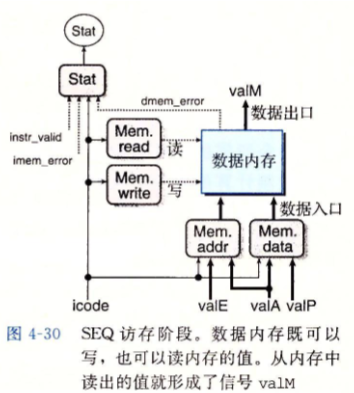 Stat
Stat
dmem_error
valM
数据出口
instr_valid
imem_error
Mem.
read
读
数据内存
Mem.
write
写
数据入口
Mem.
addr
Mem.
data
icode
valE
valA
valP
图 4-30 SEQ 访存阶段。数据内存既可以
写，也可以读内存的值。从内存中
读出的值就形成了信号 valM